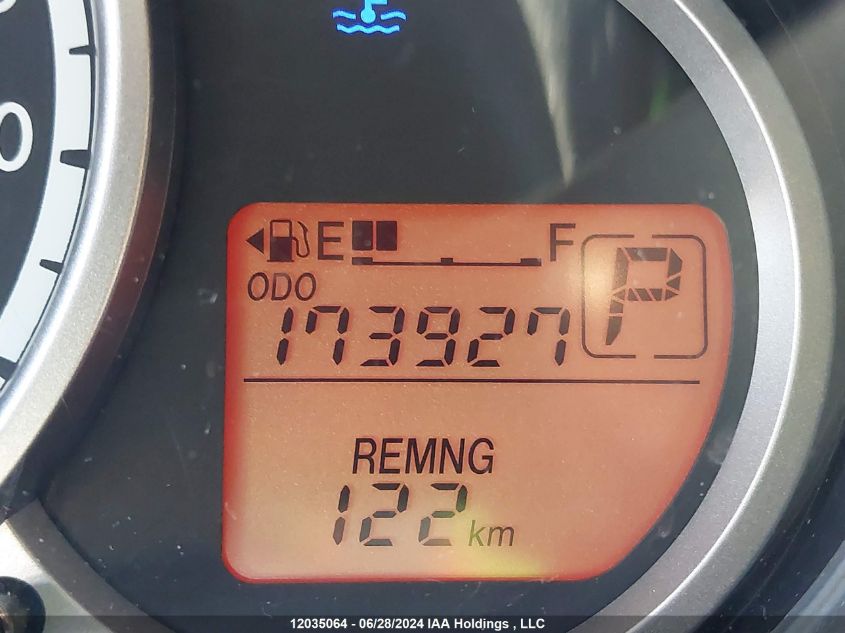 E F
ODO
173927 P
REMNG
122 km
12035064 - 06/28/2024 IAA Holdings , LLC